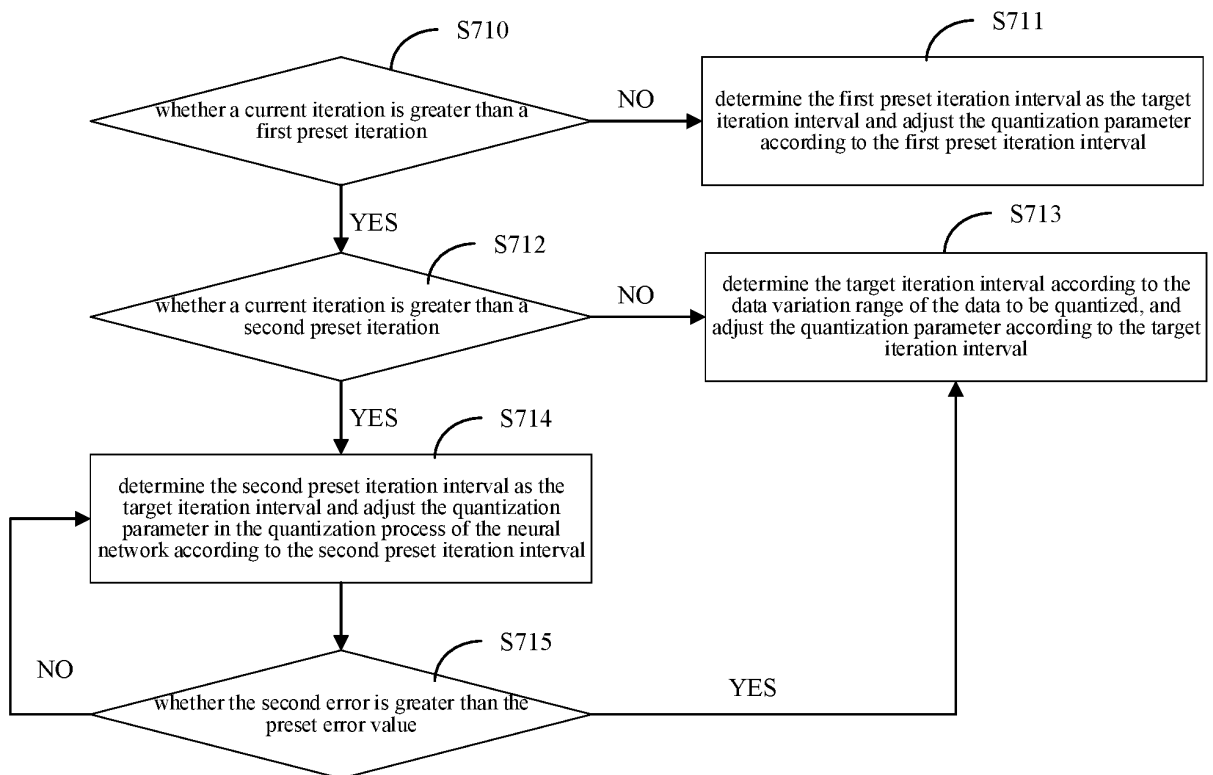 S710
whether a current iteration is greater than a
first preset iteration
NO
S711
determine the first preset iteration interval as the target
iteration interval and adjust the quantization parameter
according to the first preset iteration interval
YES
S712
whether a current iteration is greater than a
second preset iteration
NO
S713
determine the target iteration interval according to the
data variation range of the data to be quantized, and
adjust the quantization parameter according to the target
iteration interval
YES
S714
determine the second preset iteration interval as the
target iteration interval and adjust the quantization
parameter in the quantization process of the neural
network according to the second preset iteration interval
S715
whether the second error is greater than the
preset error value
NO
YES